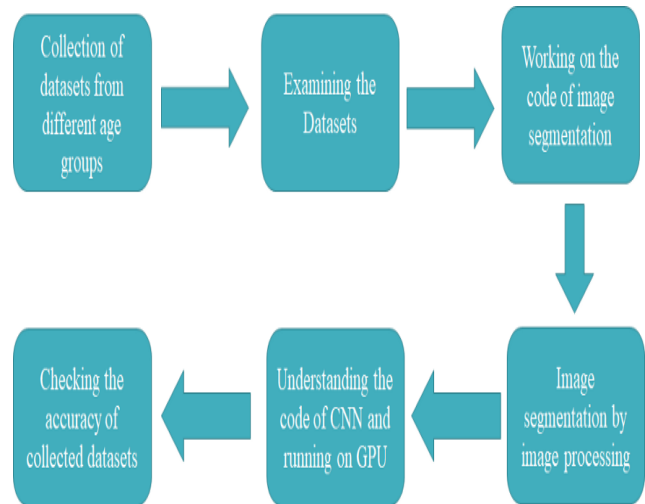 Collection of
datasets from
different age
groups
Examining the
Datasets
Working on the
code of image
segmentation
Image
segmentation by
image processing
Understanding the
code of CNN and
running on GPU
Checking the
accuracy of
collected datasets